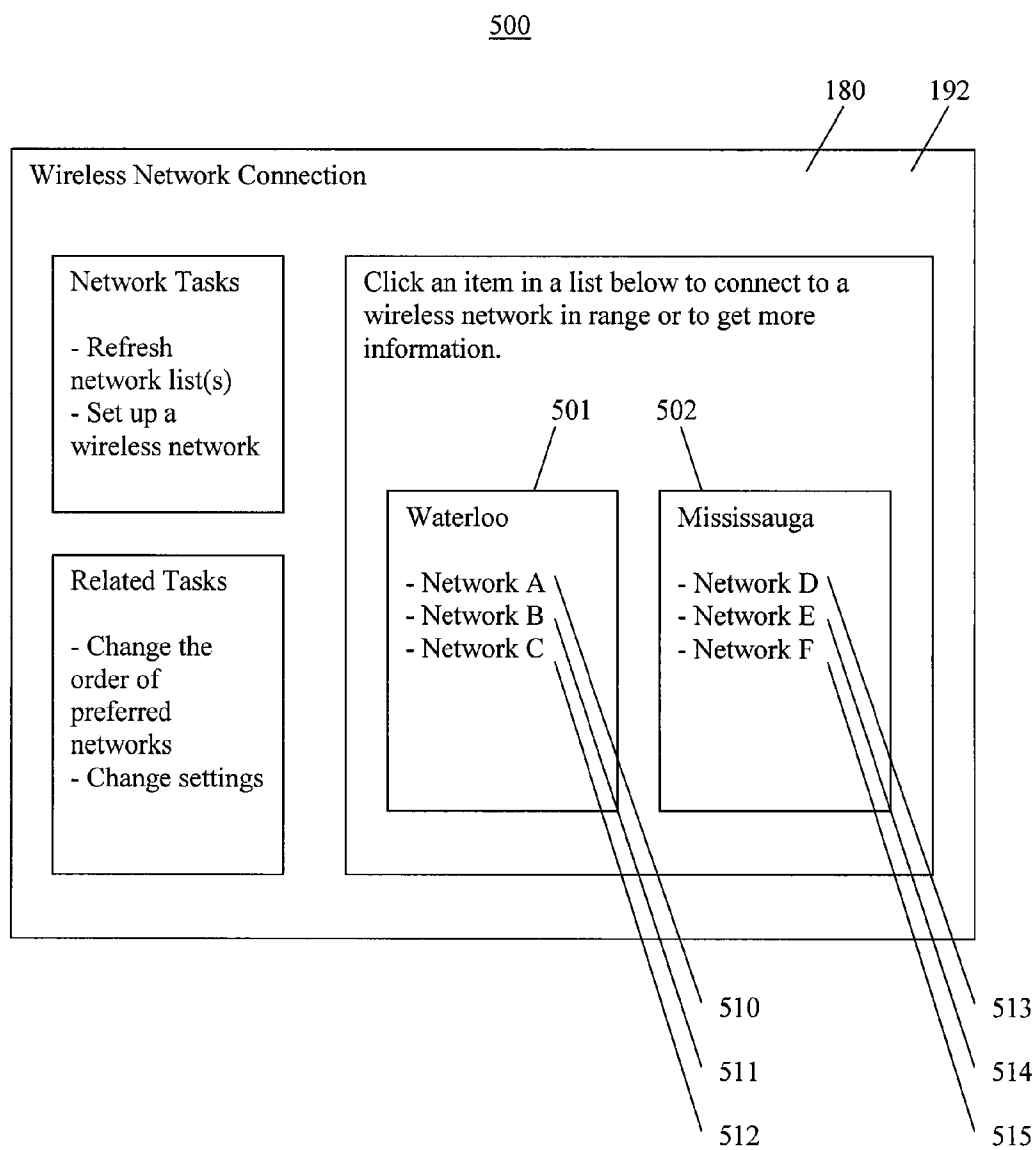 500
180 192
Wireless Network Connection
Network Tasks
- Refresh
network list(s)
- Set up a
wireless network
Related Tasks
- Change the
order of
preferred
networks
- Change settings
Click an item in a list below to connect to a
wireless network in range or to get more
information.
501 502
Waterloo
- Network A
- Network B
- Network C
Mississauga
- Network D
- Network E
- Network F
510
511
512
513
514
515